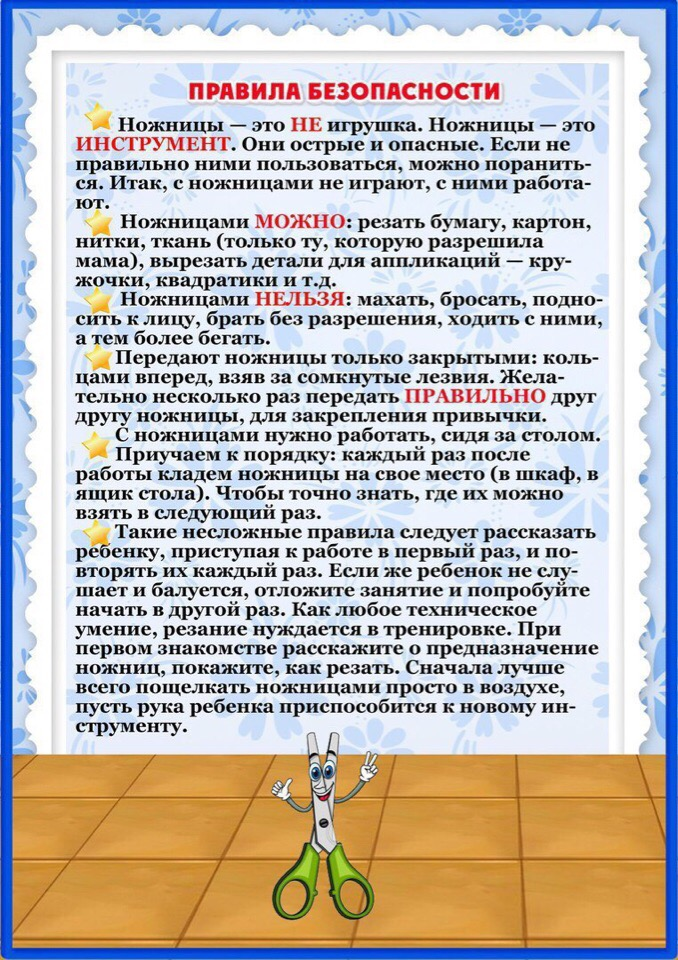 ПРАВИЛА БЕЗОПАСНОСТИ
Ножницы — это НЕ игрушка. Ножницы — это
ИНСТРУМЕНТ. Они острые и опасные. Если не
правильно ними пользоваться, можно поранить-
ся. Итак, с ножницами не играют, с ними работа-
ют.
Ножницами МОЖНО: резать бумагу, картон,
нитки, ткань (только ту, которую разрешила
мама), вырезать детали для аппликаций — кру-
жочки, квадратики и т.д.
Ножницами НЕЛЬЗЯ: махать, бросать, подно-
сить к лицу, брать без разрешения, ходить с ними,
а тем более бегать.
Передают ножницы только закрытыми: коль-
цами вперед, взяв за сомкнутые лезвия. Жела-
тельно несколько раз передать ПРАВИЛЬНО друг
другу ножницы, для закрепления привычки.
С ножницами нужно работать, сидя за столом.
Приучаем к порядку: каждый раз после
работы кладем ножницы на свое место (в шкаф, в
ящик стола). Чтобы точно знать, где их можно
взять в следующий раз.
Такие несложные правила следует рассказать
ребенку, приступая к работе в первый раз, и по-
вторять их каждый раз. Если же ребенок не слу-
шает и балуется, отложите занятие и попробуйте
начать в другой раз. Как любое техническое
умение, резание нуждается в тренировке. При
первом знакомстве расскажите о предназначение
ножниц, покажите, как резать. Сначала лучше
всего пощелкать ножницами просто в воздухе,
пусть рука ребенка приспособится к новому ин-
струменту.